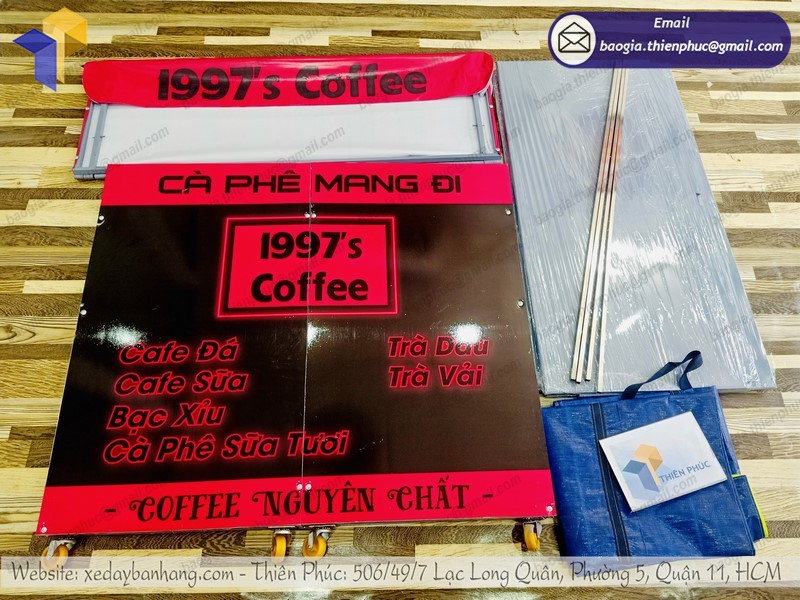 Email
baogia.thienphuc@gmail.com
1997's Coffee
CÀ PHÊ MANG ĐI
1997's
Coffee
Cafe Đá
Cafe Sữa
Bạc Xỉu
Cà Phê Sữa Tươi
Trà Dâu
Trà Vải
- COFFEE NGUYÊN CHẤT -
THIÊN PHÚC
Website: xedaybanhang.com - Thiên Phúc: 506/49/7 Lạc Long Quân, Phường 5, Quận 11, HCM